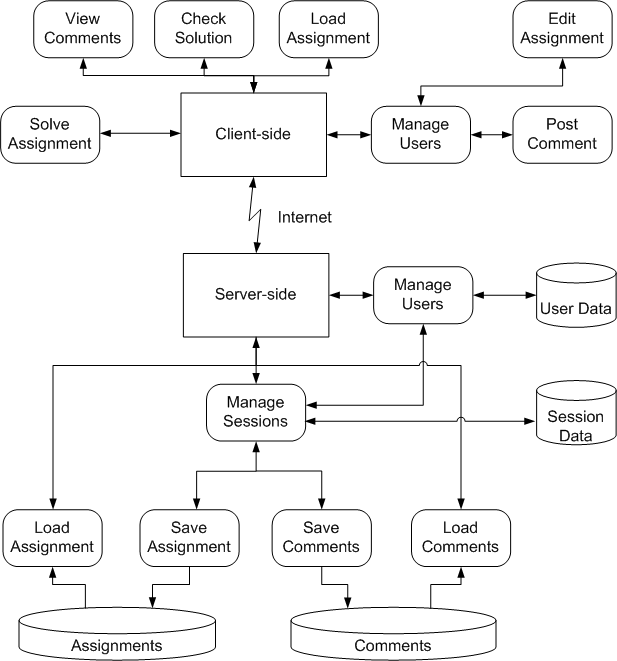 View
Comments
Check
Solution
Load
Assignment
Edit
Assignment
Solve
Assignment
Client-side
Manage
Users
Post
Comment
Internet
Server-side
Manage
Users
User Data
Manage
Sessions
Session
Data
Load
Assignment
Save
Assignment
Save
Comments
Load
Comments
Assignments
Comments